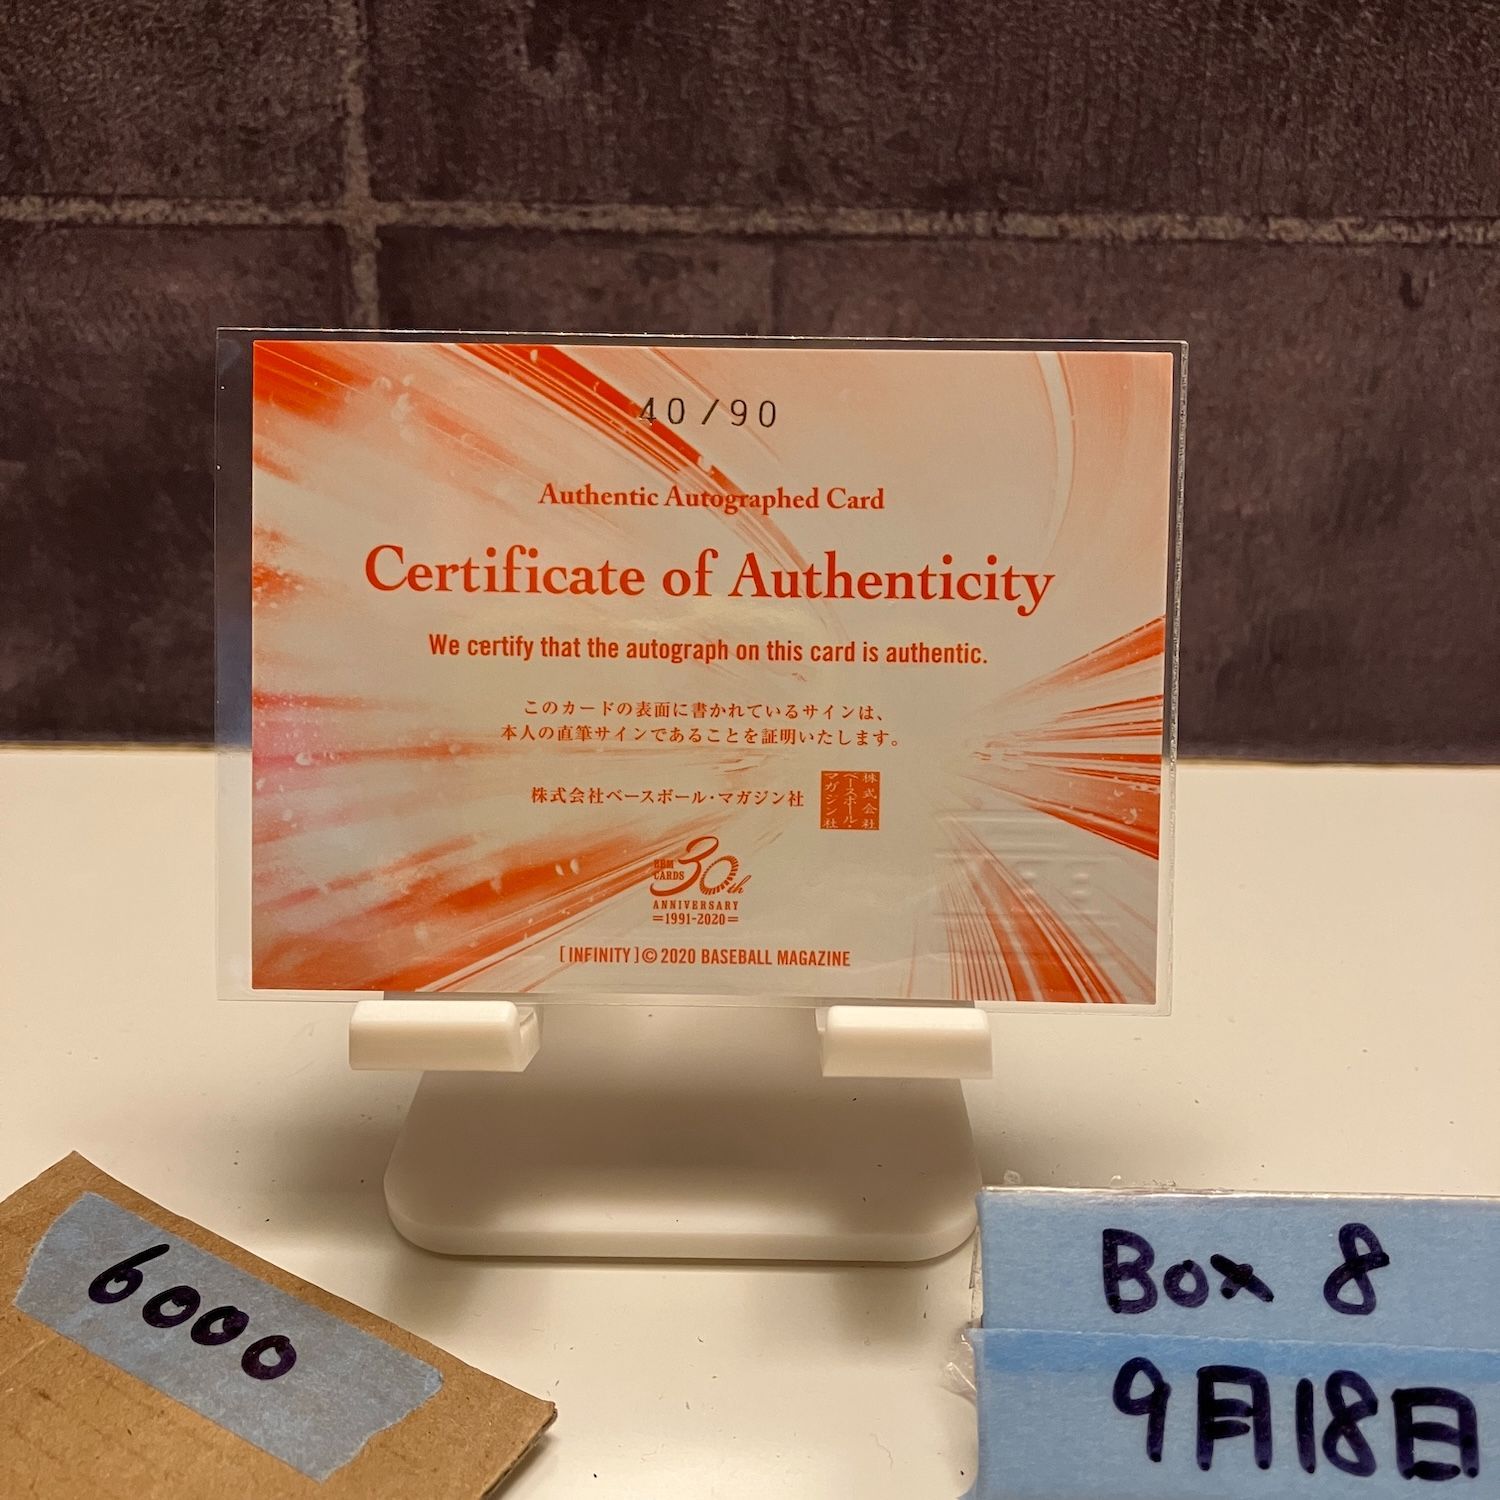 40/90
Authentic Autographed Card
Certificate of Authenticity
We certify that the autograph on this card is authentic.
このカードの表面に書かれているサインは、
本人の直筆サインであることを証明いたします。
株式会社ベースボール・マガジン社
株式会社
ベースボール・
マガジン社
BBM
CARDS
30th
ANNIVERSARY
=1991-2020=
[INFINITY]© 2020 BASEBALL MAGAZINE
6000
Box 8
9月18日